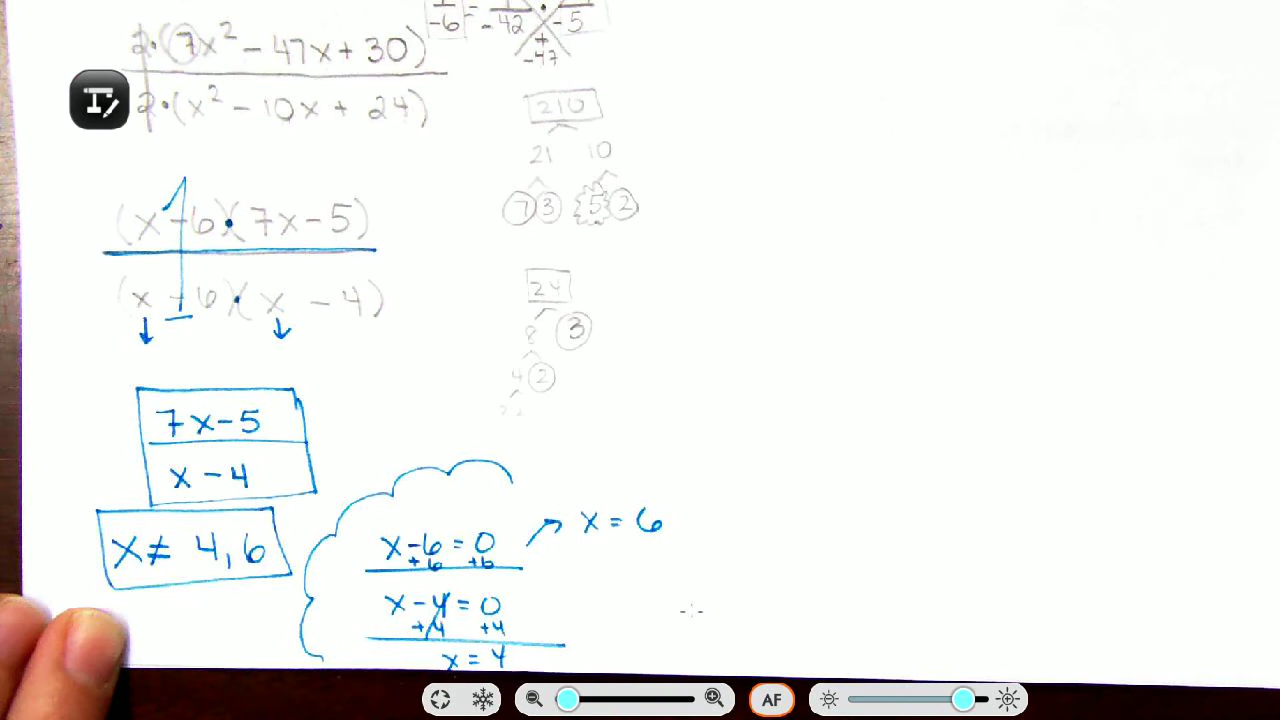 2·(7x² − 47x + 30)
2·(x² − 10x + 24)
-6 = -42 · -5
+
-47
210
21 10
7 3 5 2
(x − 6)·(7x − 5)
(x − 6)·(x − 4)
24
8 3
4 2
7x − 5
x − 4
x ≠ 4, 6
x − 6 = 0 → x = 6
+6 +6
x − 4 = 0
+4 +4
x = 4
AF